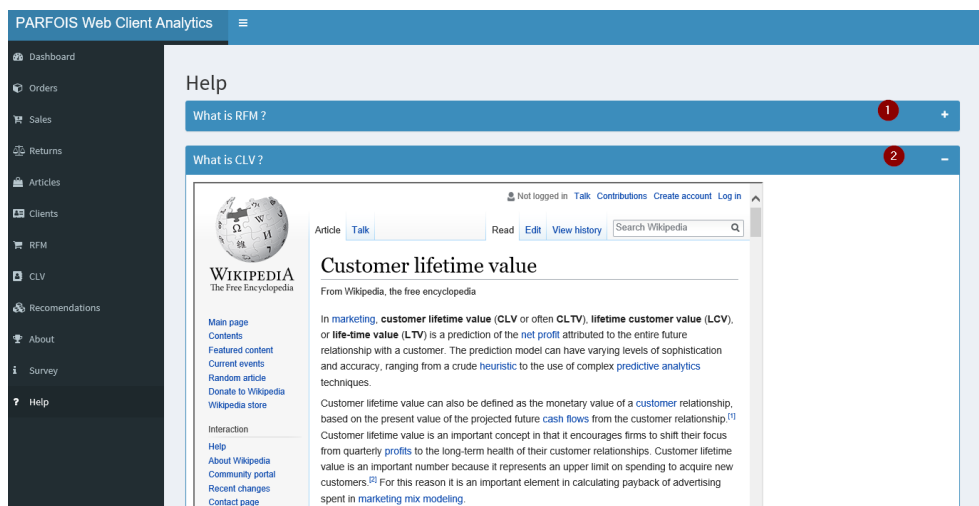 PARFOIS Web Client Analytics
Dashboard
Orders
Sales
Returns
Articles
Clients
RFM
CLV
Recomendations
About
Survey
Help
Help
What is RFM ?
1
What is CLV ?
2
Not logged in Talk Contributions Create account Log in
Article Talk Read Edit View history Search Wikipedia
WIKIPEDIA
The Free Encyclopedia
Main page
Contents
Featured content
Current events
Random article
Donate to Wikipedia
Wikipedia store
Interaction
Help
About Wikipedia
Community portal
Recent changes
Contact page
Customer lifetime value
From Wikipedia, the free encyclopedia
In marketing, customer lifetime value (CLV or often CLTV), lifetime customer value (LCV),
or life-time value (LTV) is a prediction of the net profit attributed to the entire future
relationship with a customer. The prediction model can have varying levels of sophistication
and accuracy, ranging from a crude heuristic to the use of complex predictive analytics
techniques.
Customer lifetime value can also be defined as the monetary value of a customer relationship,
based on the present value of the projected future cash flows from the customer relationship.[1]
Customer lifetime value is an important concept in that it encourages firms to shift their focus
from quarterly profits to the long-term health of their customer relationships. Customer lifetime
value is an important number because it represents an upper limit on spending to acquire new
customers.[2] For this reason it is an important element in calculating payback of advertising
spent in marketing mix modeling.